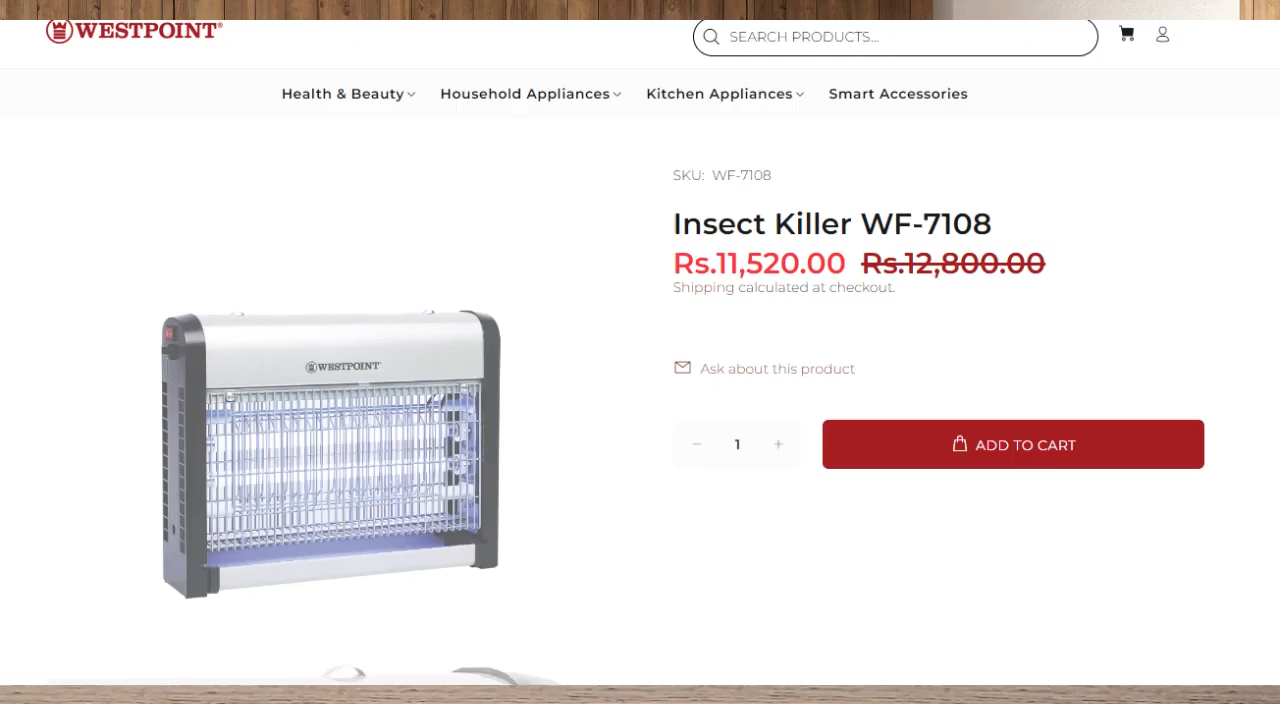 WESTPOINT®
SEARCH PRODUCTS...
Health & Beauty Household Appliances Kitchen Appliances Smart Accessories
SKU: WF-7108
Insect Killer WF-7108
Rs.11,520.00 Rs.12,800.00
Shipping calculated at checkout.
WESTPOINT
Ask about this product
− 1 + ADD TO CART